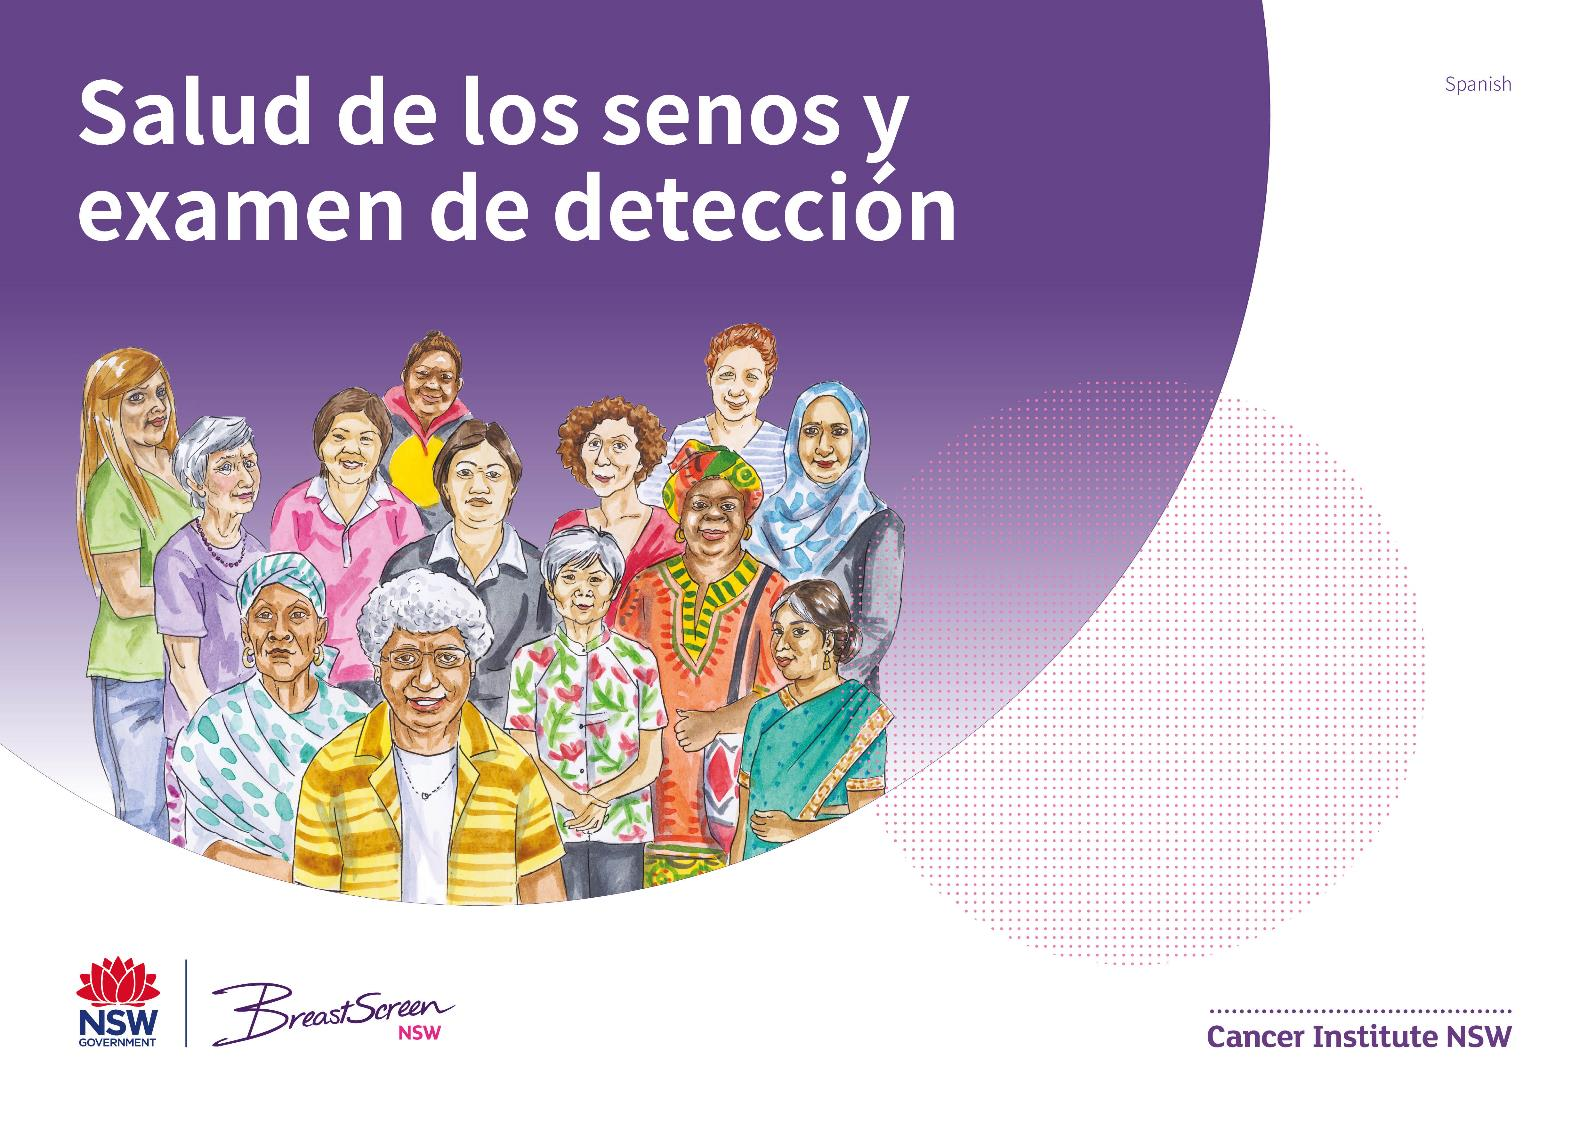 Salud de los senos y
examen de detección
Spanish
NSW
GOVERNMENT
BreastScreen
NSW
Cancer Institute NSW